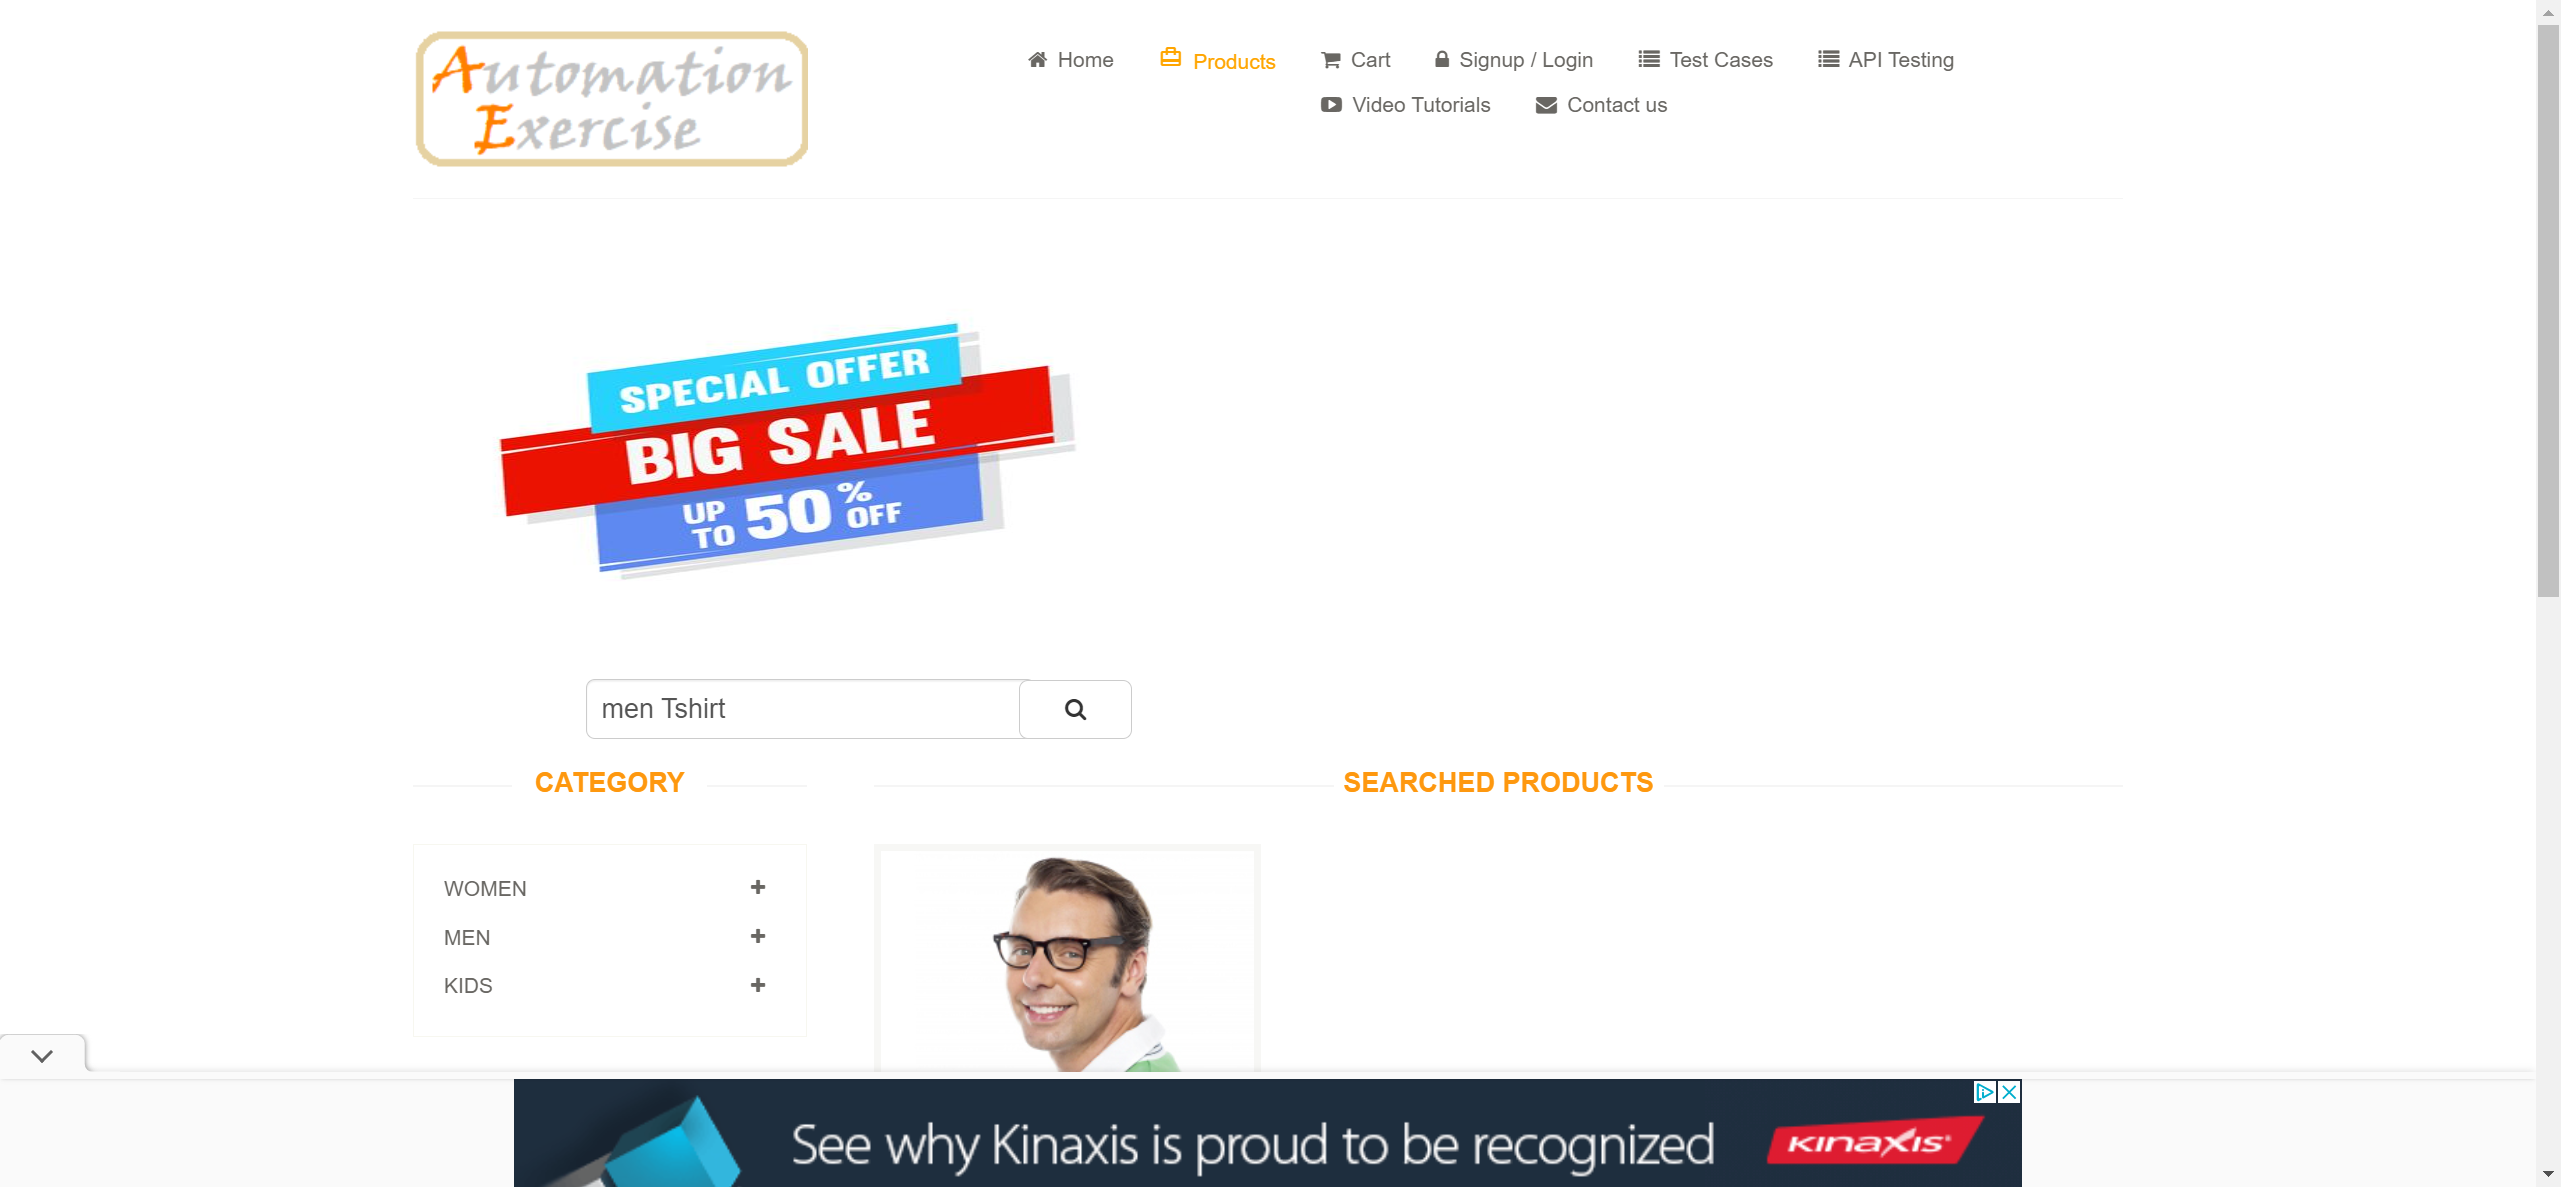 Automation
Exercise
Home
Products
Cart
Signup / Login
Test Cases
API Testing
Video Tutorials
Contact us
SPECIAL OFFER
BIG SALE
UP TO 50% OFF
men Tshirt
CATEGORY
SEARCHED PRODUCTS
WOMEN
MEN
KIDS
See why Kinaxis is proud to be recognized
KINAXIS